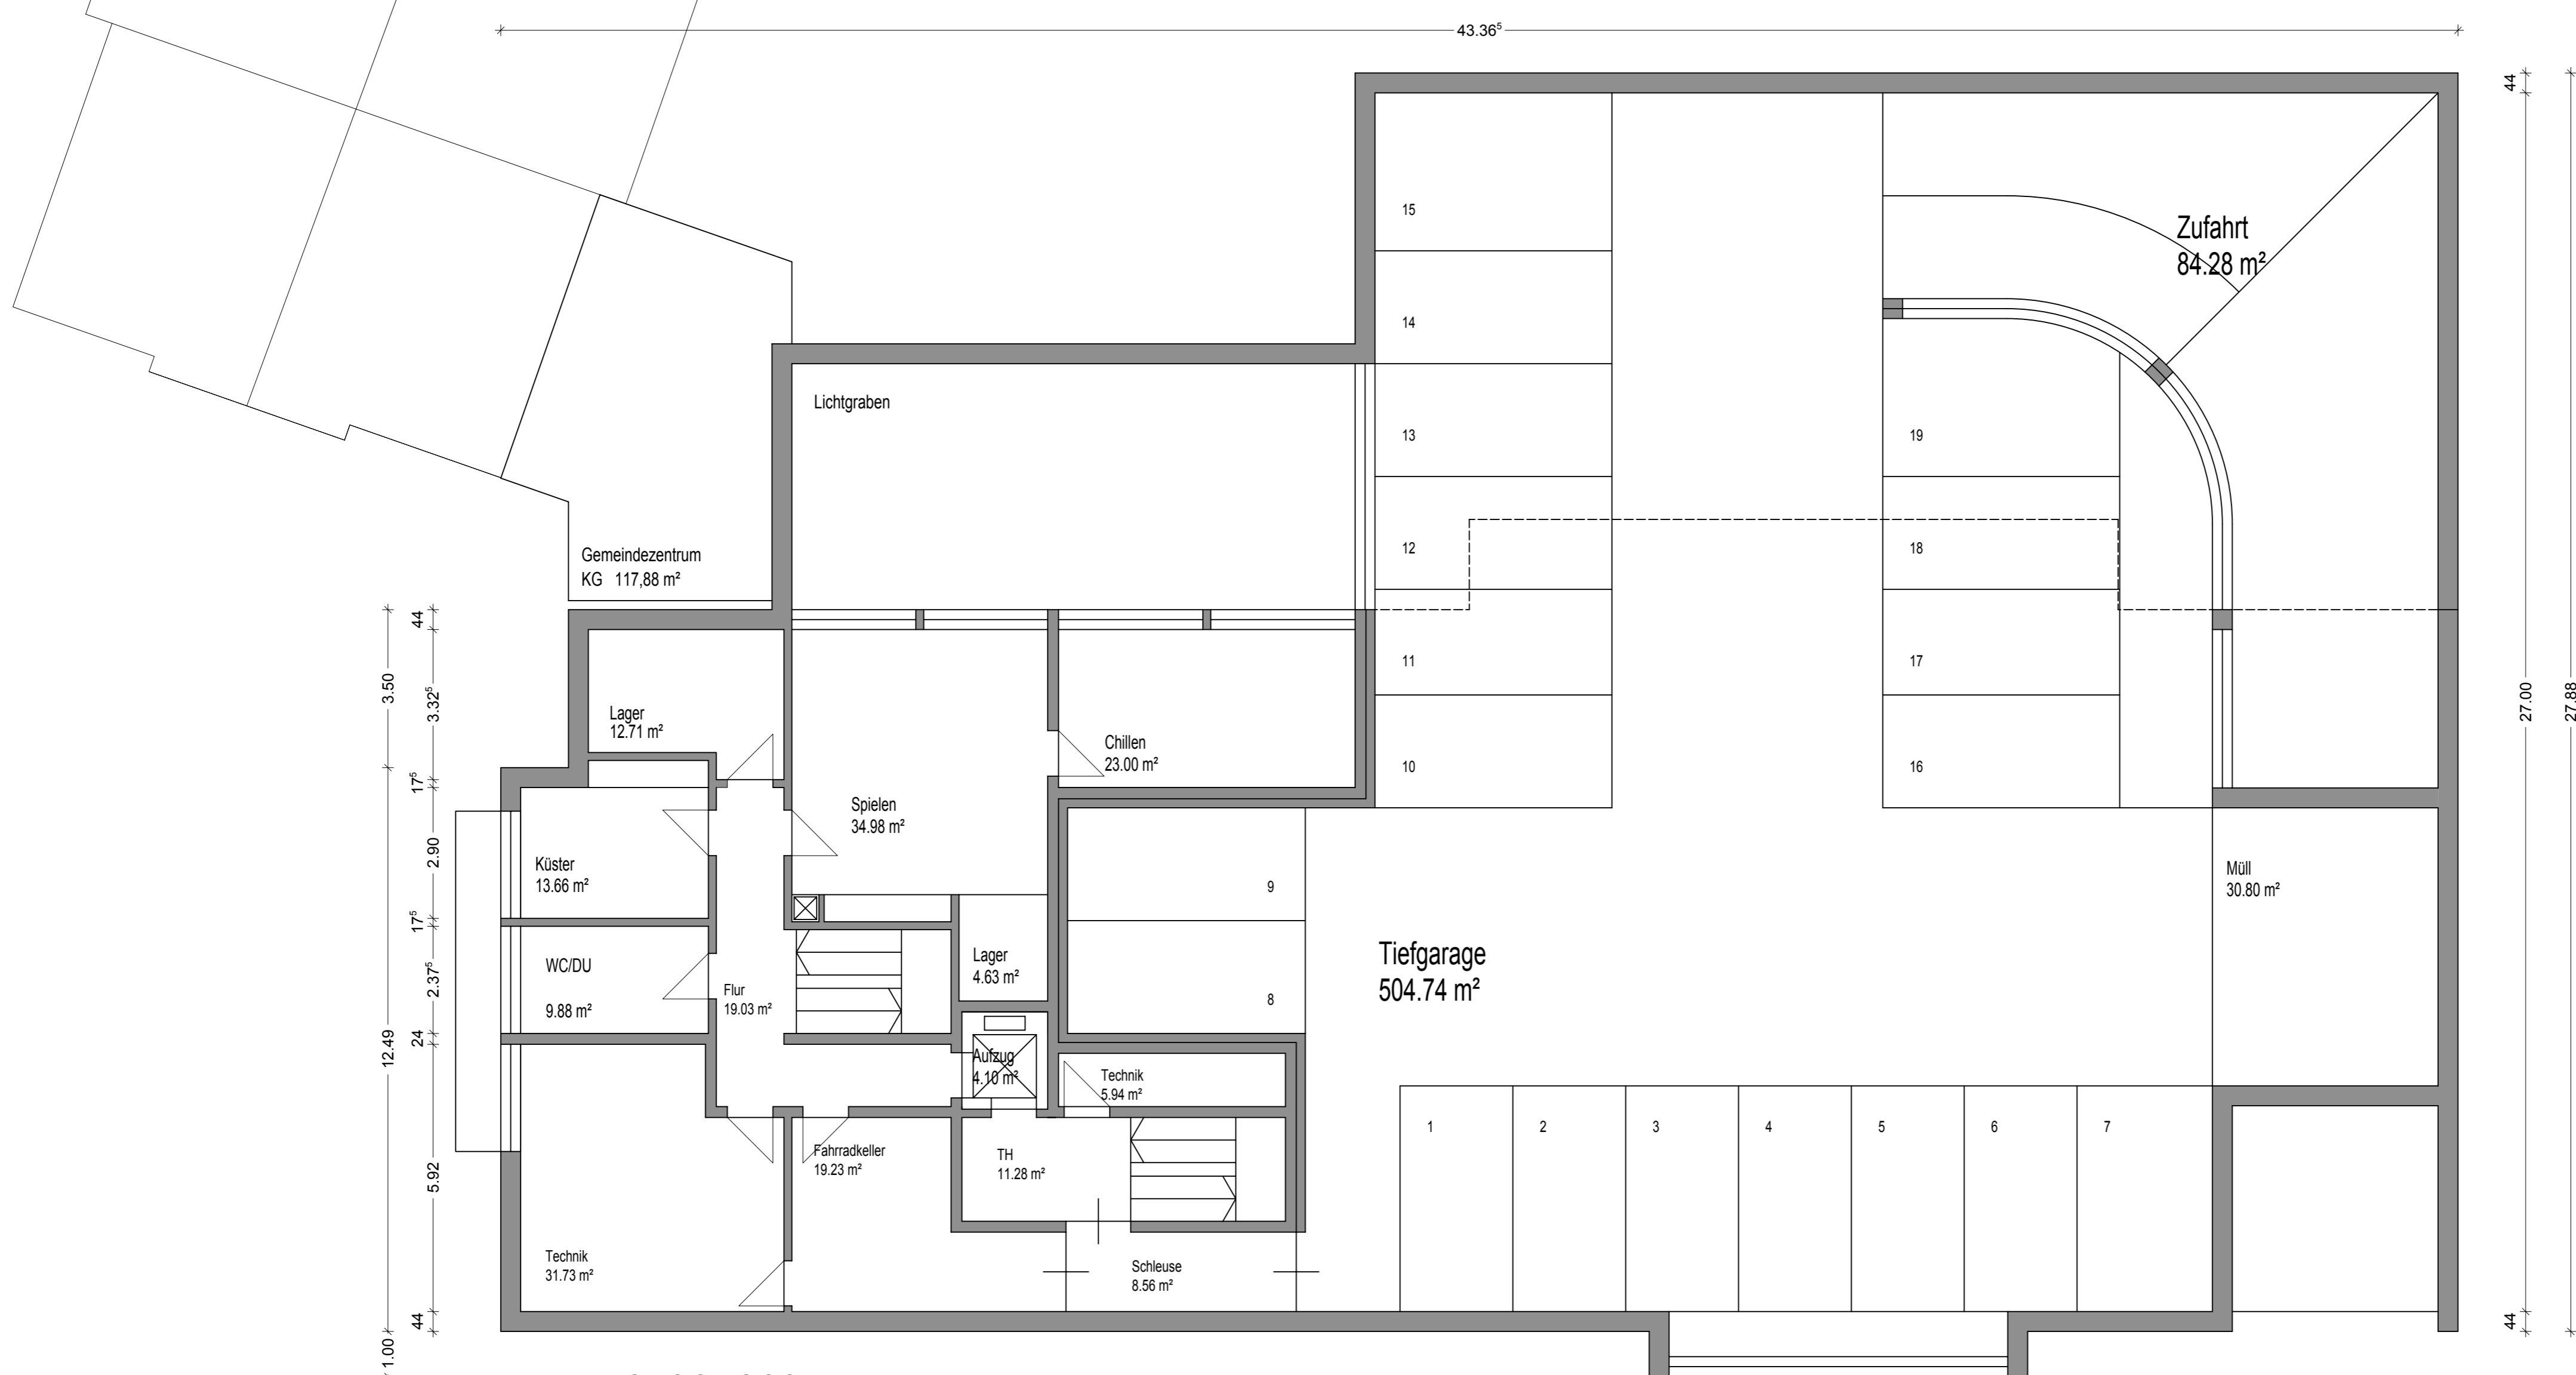 43.36⁵
44
27.00
27.88
44
15
14
13
12
11
10
Zufahrt
84.28 m²
19
18
17
16
Lichtgraben
Gemeindezentrum
KG 117,88 m²
3.50
12.49
1.00
44
3.32⁵
17⁵
2.90
17⁵
2.37⁵
24
5.92
44
Lager
12.71 m²
Chillen
23.00 m²
Spielen
34.98 m²
Küster
13.66 m²
WC/DU
9.88 m²
Flur
19.03 m²
Lager
4.63 m²
9
8
Müll
30.80 m²
Tiefgarage
504.74 m²
Aufzug
4.10 m²
Technik
5.94 m²
1
2
3
4
5
6
7
Fahrradkeller
19.23 m²
TH
11.28 m²
Technik
31.73 m²
Schleuse
8.56 m²